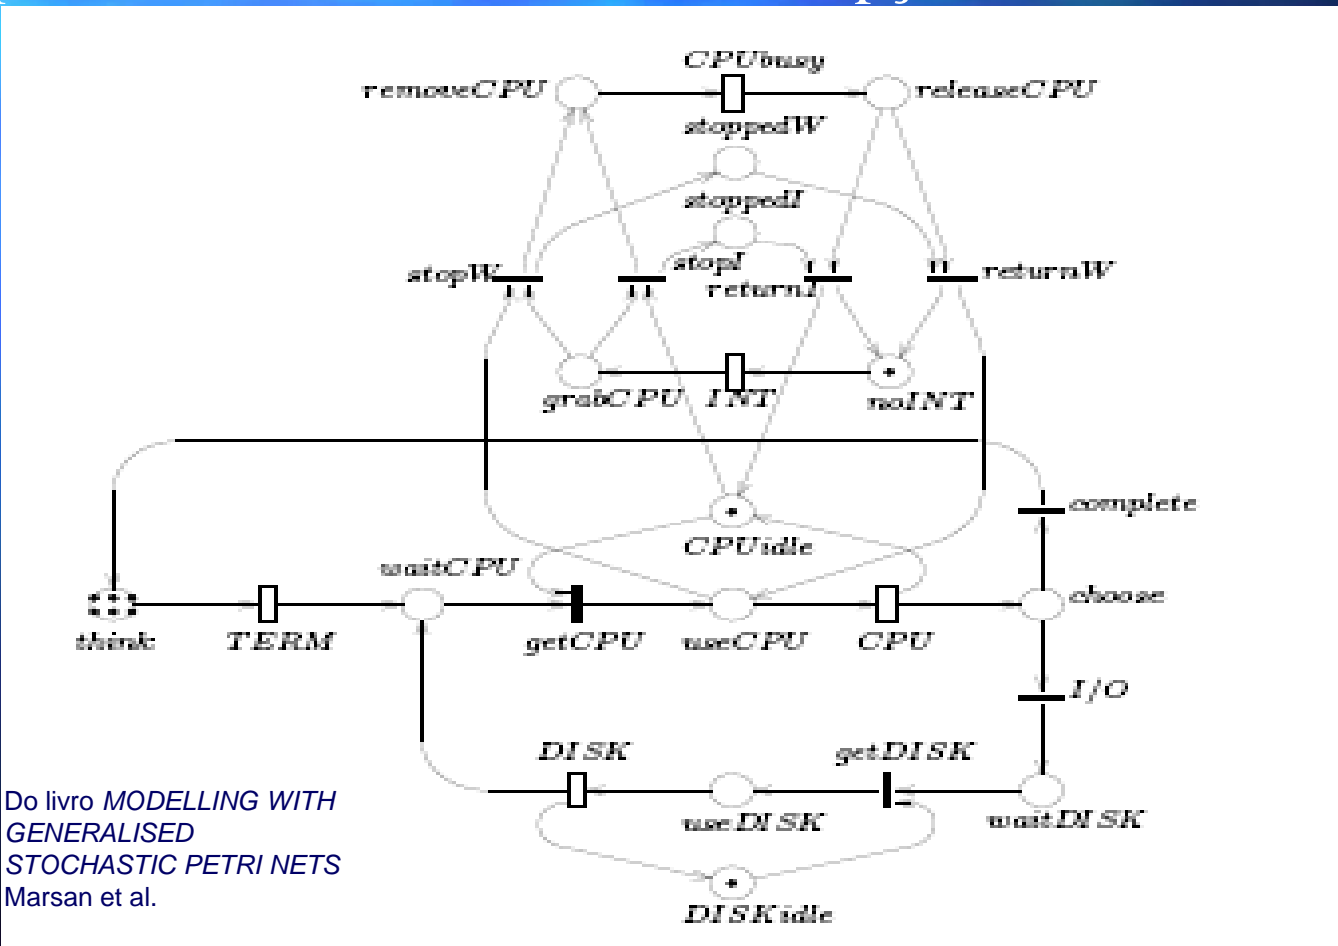 CPUbusy
removeCPU
releaseCPU
stoppedW
stoppedI
stopW
stopI
returnI
returnW
grabCPU
INT
noINT
complete
CPUidle
waitCPU
choose
think
TERM
getCPU
useCPU
CPU
I/O
DISK
getDISK
useDISK
waitDISK
Do livro MODELLING WITH
GENERALISED
STOCHASTIC PETRI NETS
Marsan et al.
DISKidle